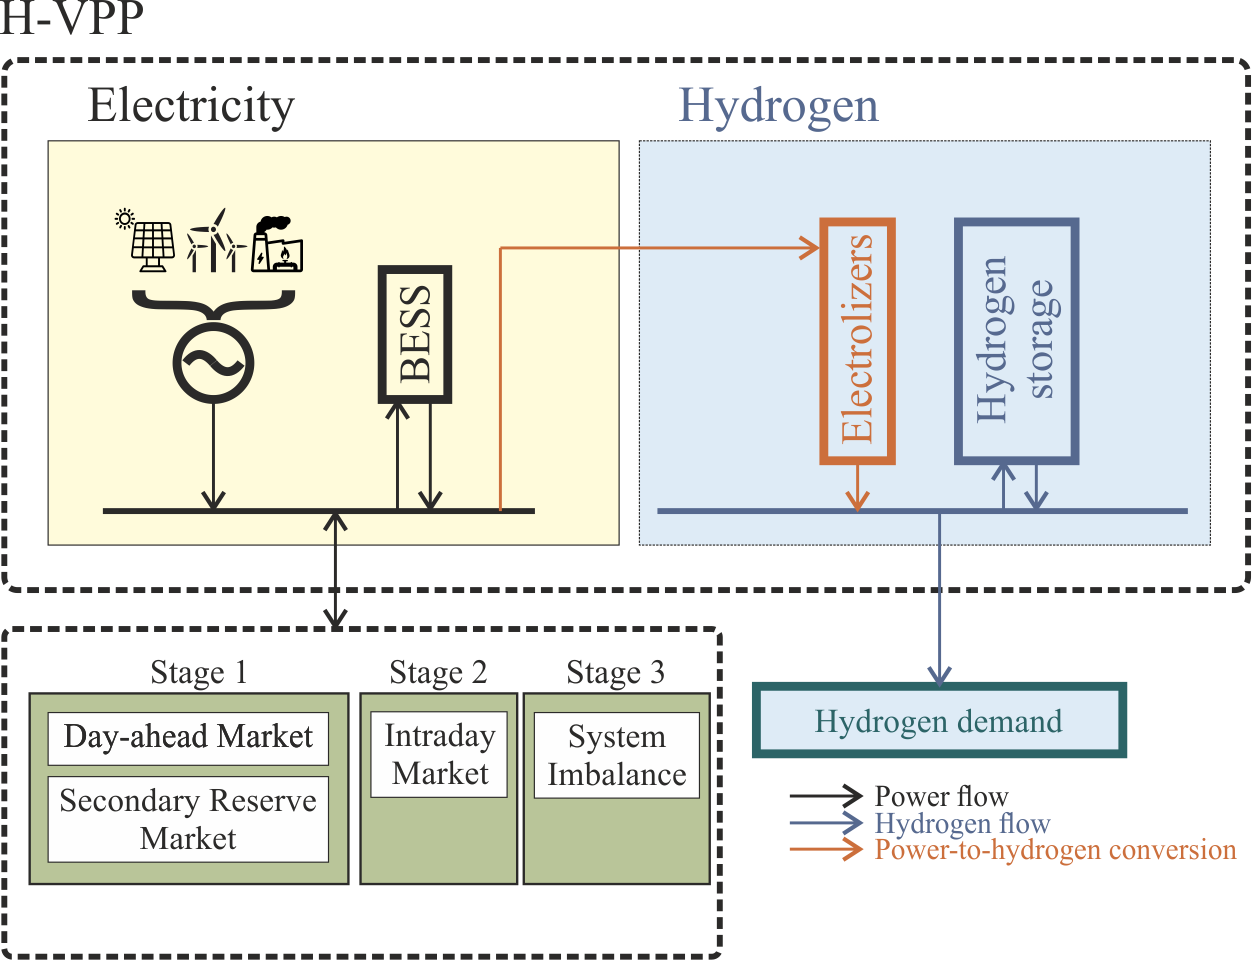 H-VPP
Electricity
Hydrogen
BESS
Electrolizers
Hydrogen
storage
Stage 1
Stage 2
Stage 3
Day-ahead Market
Secondary Reserve
Market
Intraday
Market
System
Imbalance
Hydrogen demand
Power flow
Hydrogen flow
Power-to-hydrogen conversion